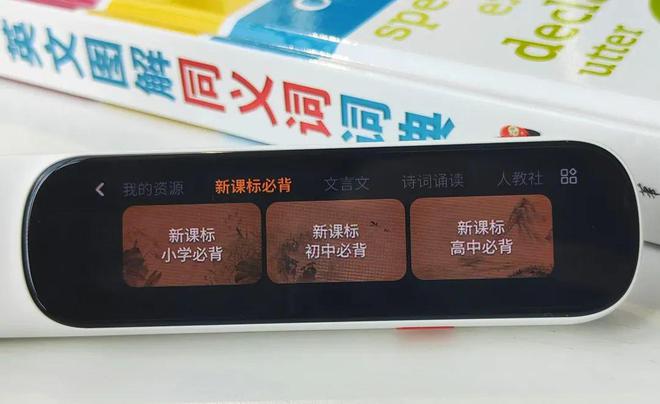 英文图解同义词词典
decl
utter
我的资源 新课标必背 文言文 诗词诵读 人教社
新课标
小学必背
新课标
初中必背
新课标
高中必背